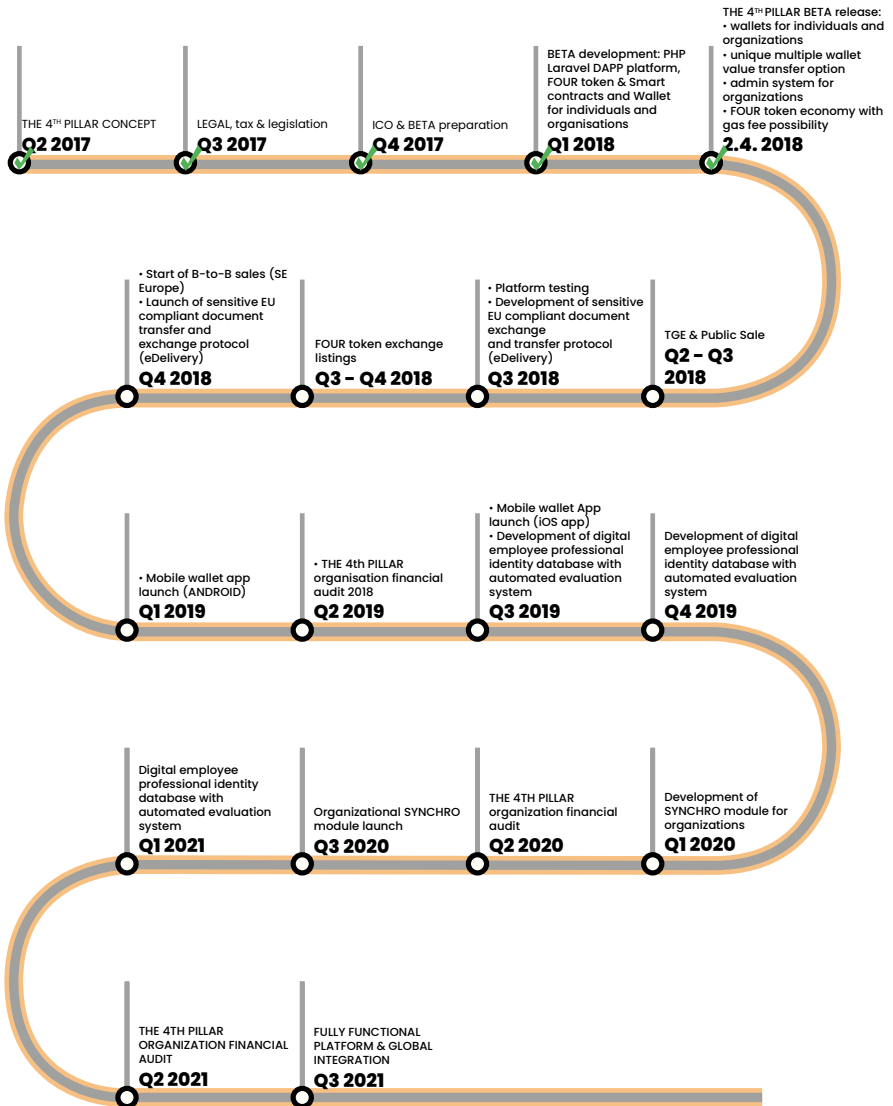 THE 4TH PILLAR CONCEPT
Q2 2017
LEGAL, tax & legislation
Q3 2017
ICO & BETA preparation
Q4 2017
BETA development: PHP
Laravel DAPP platform,
FOUR token & Smart
contracts and Wallet
for individuals and
organisations
Q1 2018
THE 4TH PILLAR BETA release:
• wallets for individuals and
organizations
• unique multiple wallet
value transfer option
• admin system for
organizations
• FOUR token economy with
gas fee possibility
2.4. 2018
• Start of B-to-B sales (SE
Europe)
• Launch of sensitive EU
compliant document
transfer and
exchange protocol
(eDelivery)
Q4 2018
FOUR token exchange
listings
Q3 – Q4 2018
• Platform testing
• Development of sensitive
EU compliant document
exchange
and transfer protocol
(eDelivery)
Q3 2018
TGE & Public Sale
Q2 – Q3
2018
• Mobile wallet app
launch (ANDROID)
Q1 2019
• THE 4th PILLAR
organisation financial
audit 2018
Q2 2019
• Mobile wallet App
launch (iOS app)
• Development of digital
employee professional
identity database with
automated evaluation
system
Q3 2019
Development of digital
employee professional
identity database with
automated evaluation
system
Q4 2019
Digital employee
professional identity
database with
automated evaluation
system
Q1 2021
Organizational SYNCHRO
module launch
Q3 2020
THE 4TH PILLAR
organization financial
audit
Q2 2020
Development of
SYNCHRO module for
organizations
Q1 2020
THE 4TH PILLAR
ORGANIZATION FINANCIAL
AUDIT
Q2 2021
FULLY FUNCTIONAL
PLATFORM & GLOBAL
INTEGRATION
Q3 2021